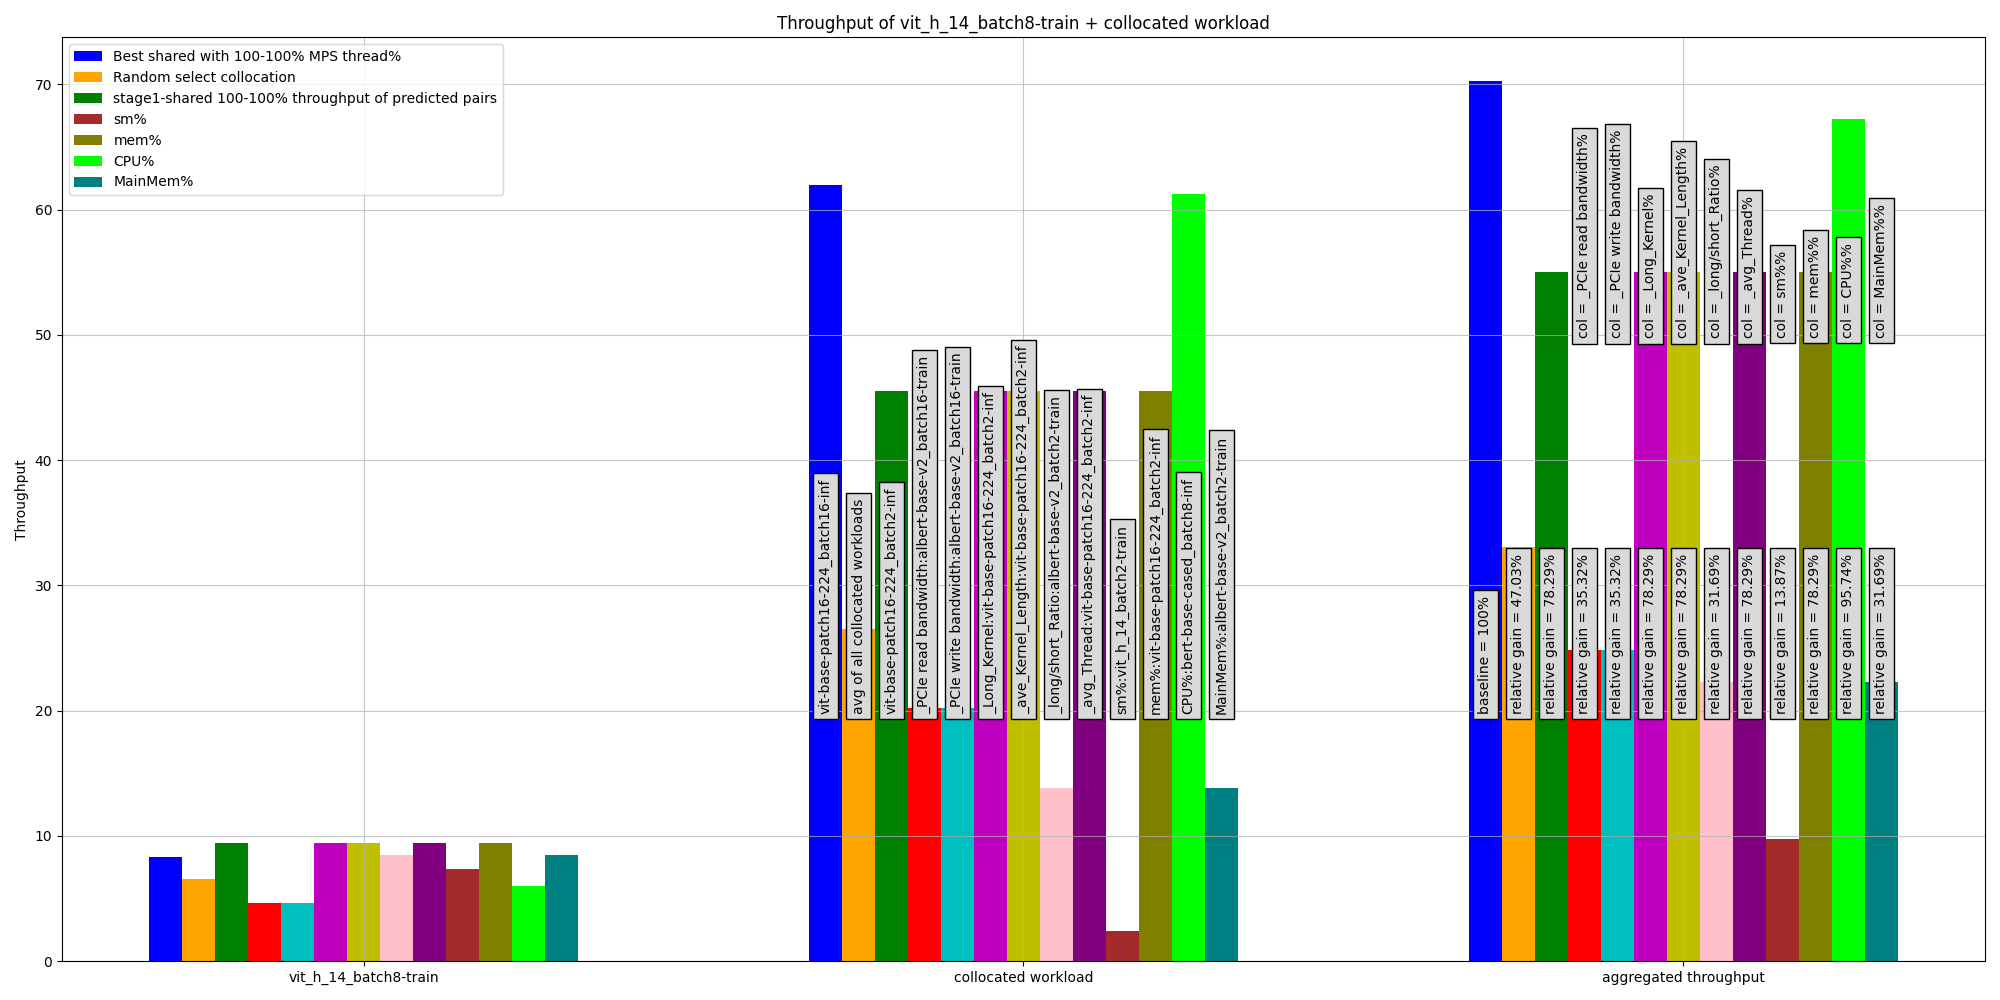 Throughput of vit_h_14_batch8-train + collocated workload
Best shared with 100-100% MPS thread%
Random select collocation
stage1-shared 100-100% throughput of predicted pairs
sm%
mem%
CPU%
MainMem%
Throughput
70
60
50
40
30
20
10
0
vit-base-patch16-224_batch16-inf
avg of all collocated workloads
vit-base-patch16-224_batch2-inf
_PCIe read bandwidth:albert-base-v2_batch16-train
_PCIe write bandwidth:albert-base-v2_batch16-train
_Long_Kernel:vit-base-patch16-224_batch2-inf
_ave_Kernel_Length:vit-base-patch16-224_batch2-inf
_long/short_Ratio:albert-base-v2_batch2-train
_avg_Thread:vit-base-patch16-224_batch2-inf
sm%:vit_h_14_batch2-train
mem%:vit-base-patch16-224_batch2-inf
CPU%:bert-base-cased_batch8-inf
MainMem%:albert-base-v2_batch2-train
col = _PCIe read bandwidth%
col = _PCIe write bandwidth%
col = _Long_Kernel%
col = _ave_Kernel_Length%
col = _long/short_Ratio%
col = _avg_Thread%
col = sm%%
col = mem%%
col = CPU%%
col = MainMem%%
baseline = 100%
relative gain = 47.03%
relative gain = 78.29%
relative gain = 35.32%
relative gain = 35.32%
relative gain = 78.29%
relative gain = 78.29%
relative gain = 31.69%
relative gain = 78.29%
relative gain = 13.87%
relative gain = 78.29%
relative gain = 95.74%
relative gain = 31.69%
vit_h_14_batch8-train
collocated workload
aggregated throughput